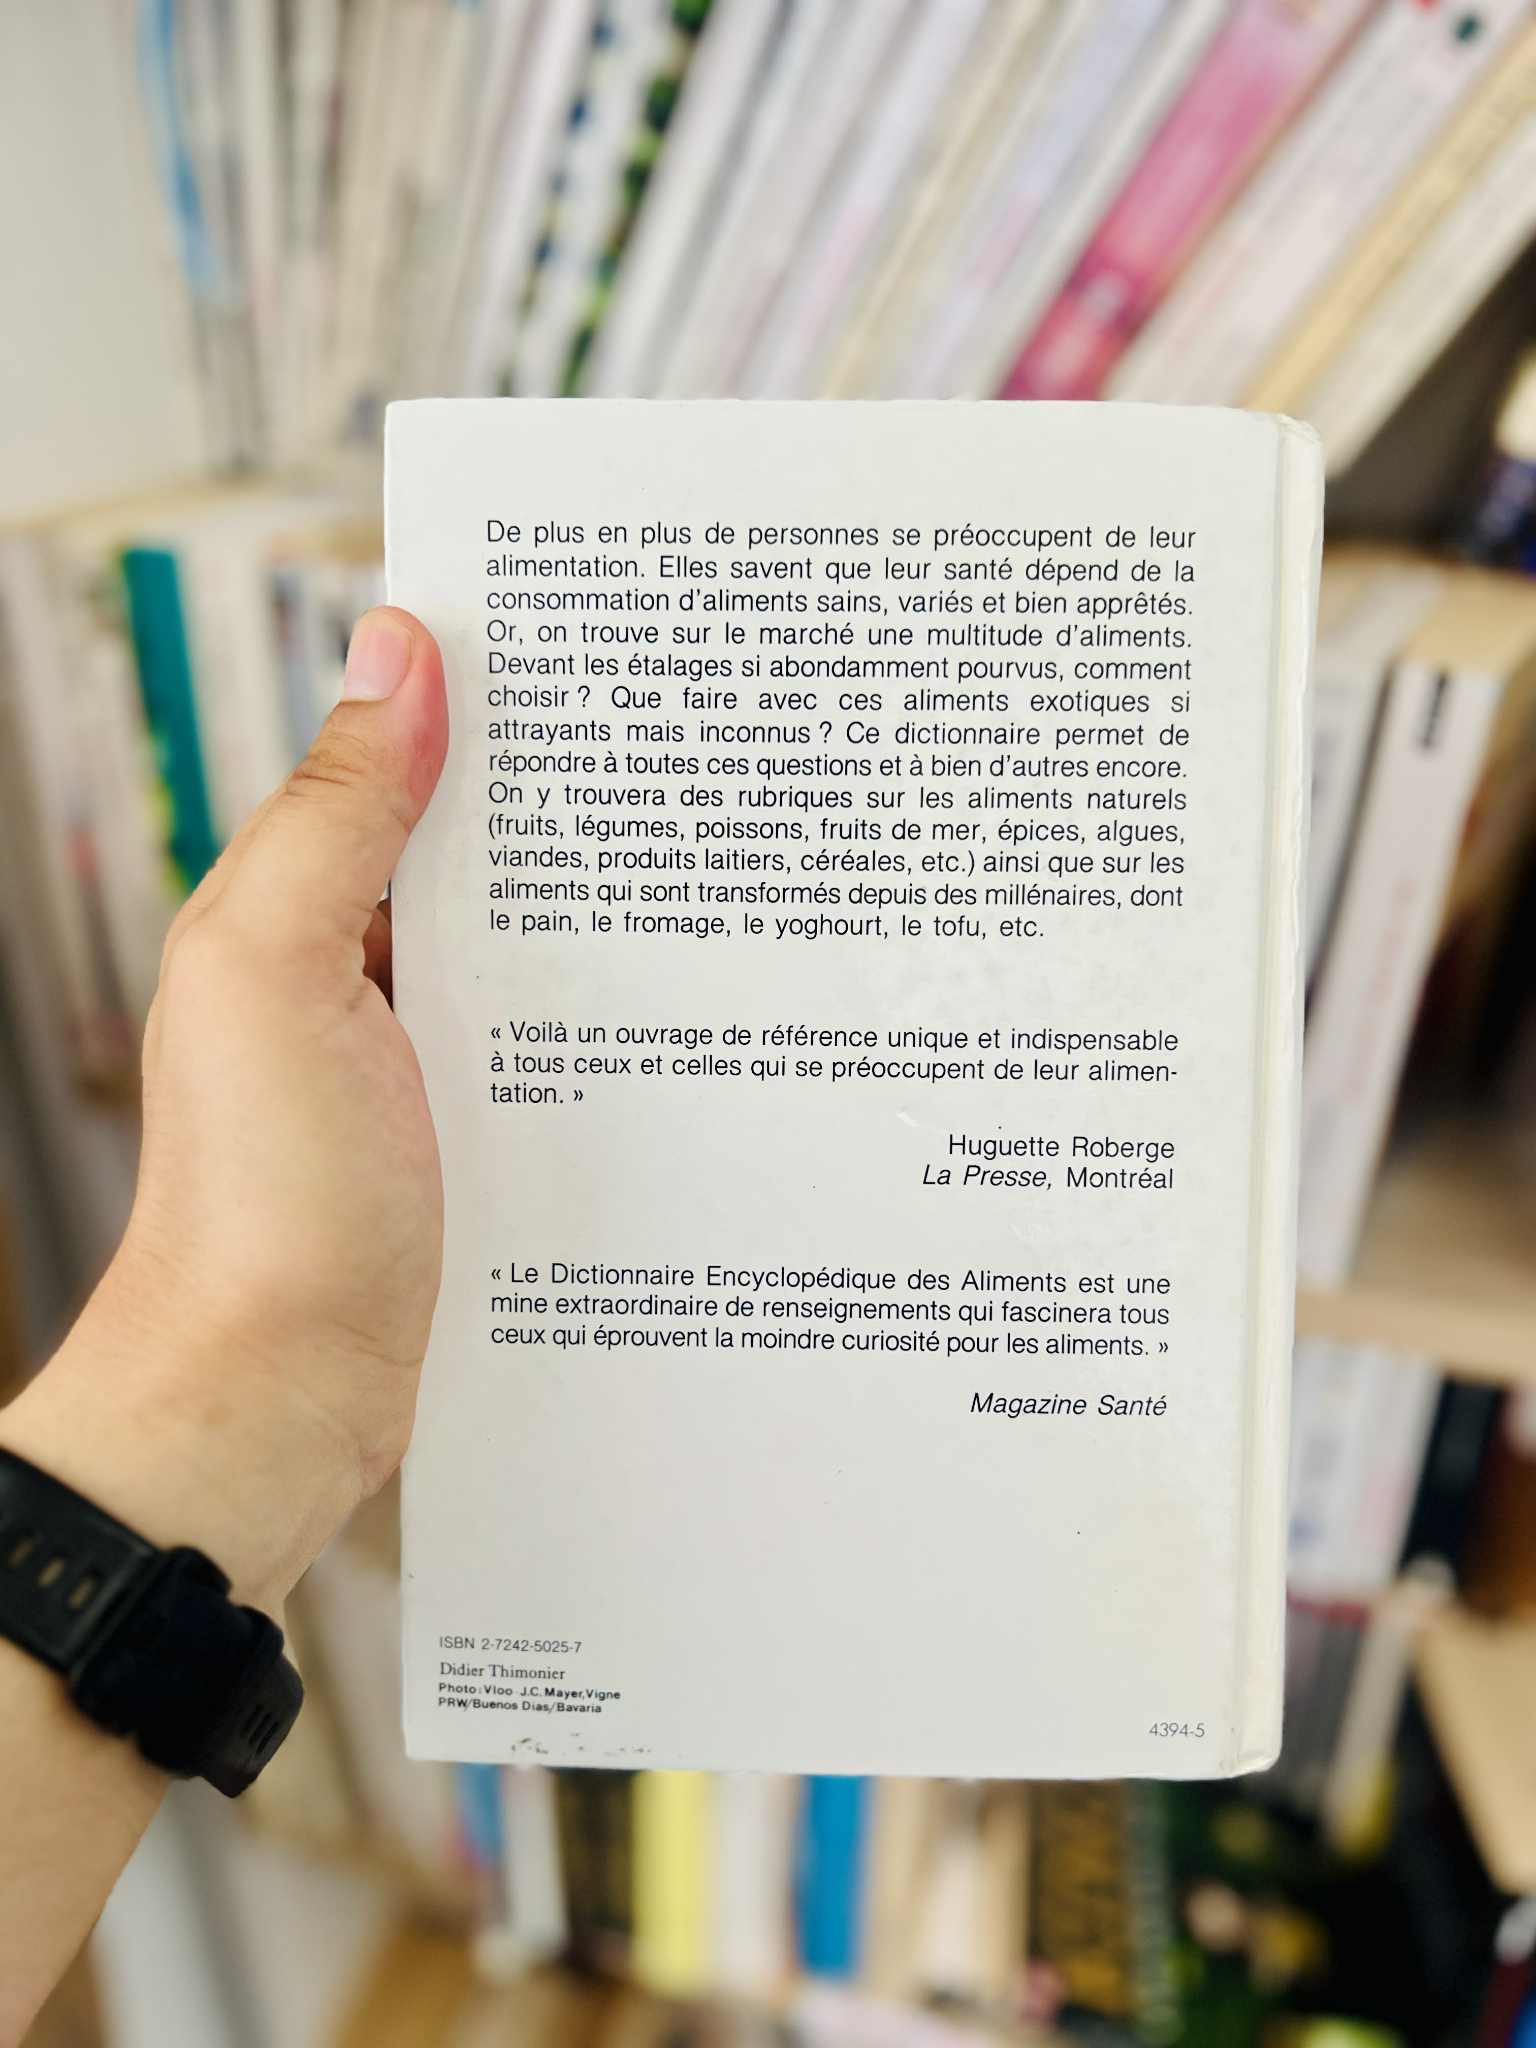 De plus en plus de personnes se préoccupent de leur
alimentation. Elles savent que leur santé dépend de la
consommation d'aliments sains, variés et bien apprêtés.
Or, on trouve sur le marché une multitude d'aliments.
Devant les étalages si abondamment pourvus, comment
choisir ? Que faire avec ces aliments exotiques si
attrayants mais inconnus ? Ce dictionnaire permet de
répondre à toutes ces questions et à bien d'autres encore.
On y trouvera des rubriques sur les aliments naturels
(fruits, légumes, poissons, fruits de mer, épices, algues,
viandes, produits laitiers, céréales, etc.) ainsi que sur les
aliments qui sont transformés depuis des millénaires, dont
le pain, le fromage, le yoghourt, le tofu, etc.
« Voilà un ouvrage de référence unique et indispensable
à tous ceux et celles qui se préoccupent de leur alimen-
tation. »
Huguette Roberge
La Presse, Montréal
« Le Dictionnaire Encyclopédique des Aliments est une
mine extraordinaire de renseignements qui fascinera tous
ceux qui éprouvent la moindre curiosité pour les aliments. »
Magazine Santé
ISBN 2-7242-5025-7
Didier Thimonier
Photo: Vloo J.C. Mayer, Vigne
PRW/Buenos Dias/Bavaria
4394-5